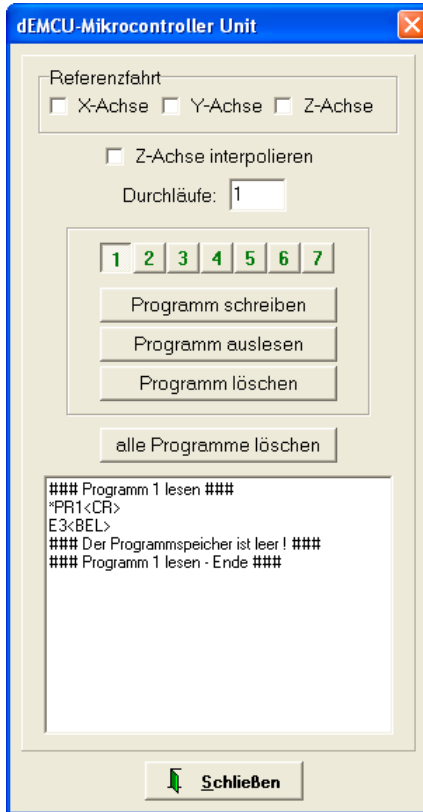 dEMCU-Mikrocontroller Unit
Referenzfahrt
X-Achse Y-Achse Z-Achse
Z-Achse interpolieren
Durchläufe: 1
1 2 3 4 5 6 7
Programm schreiben
Programm auslesen
Programm löschen
alle Programme löschen
### Programm 1 lesen ###
*PR1<CR>
E3<BEL>
### Der Programmspeicher ist leer ! ###
### Programm 1 lesen - Ende ###
Schließen